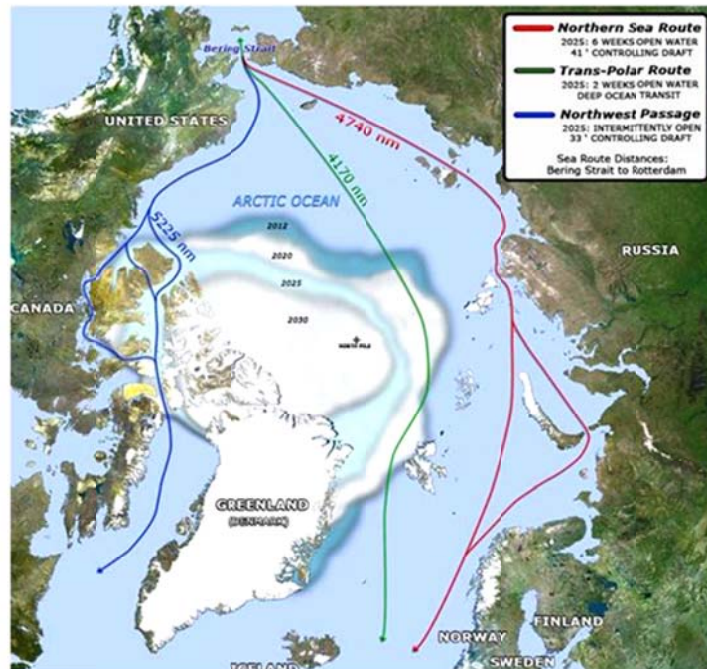 Bering Strait
Northern Sea Route
2025: 6 WEEKS OPEN WATER
41' CONTROLLING DRAFT
Trans-Polar Route
2025: 2 WEEKS OPEN WATER
DEEP OCEAN TRANSIT
Northwest Passage
2025: INTERMITTENTLY OPEN
33' CONTROLLING DRAFT
Sea Route Distances:
Bering Strait to Rotterdam
UNITED STATES
4740 nm
4170 nm
5225 nm
ARCTIC OCEAN
2012
2020
2025
2030
NORTH POLE
RUSSIA
CANADA
GREENLAND
(DENMARK)
FINLAND
NORWAY
SWEDEN
ICELAND